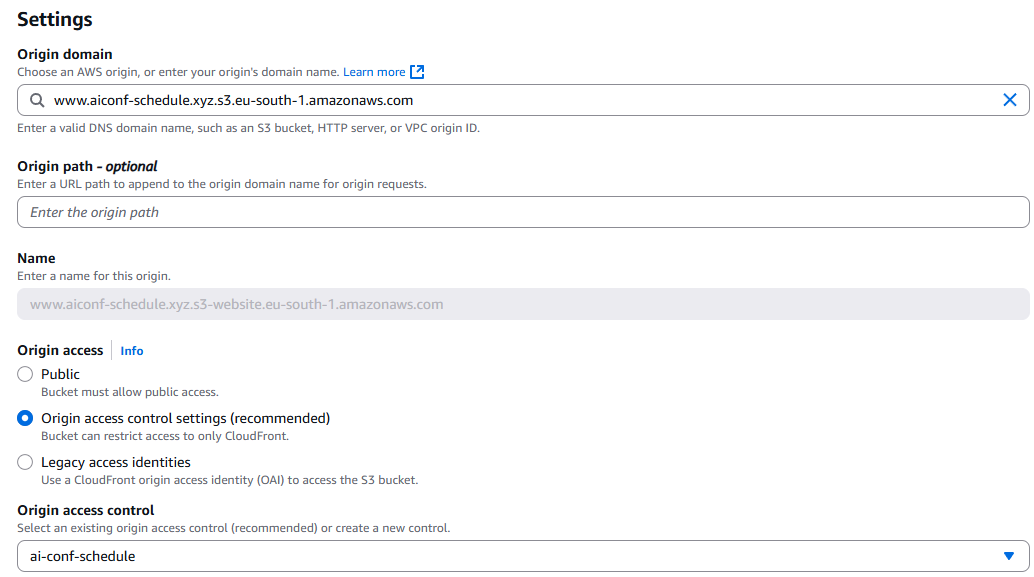 Settings
Origin domain
Choose an AWS origin, or enter your origin's domain name. Learn more
www.aiconf-schedule.xyz.s3.eu-south-1.amazonaws.com
Enter a valid DNS domain name, such as an S3 bucket, HTTP server, or VPC origin ID.
Origin path - optional
Enter a URL path to append to the origin domain name for origin requests.
Enter the origin path
Name
Enter a name for this origin.
www.aiconf-schedule.xyz.s3-website.eu-south-1.amazonaws.com
Origin access Info
Public
Bucket must allow public access.
Origin access control settings (recommended)
Bucket can restrict access to only CloudFront.
Legacy access identities
Use a CloudFront origin access identity (OAI) to access the S3 bucket.
Origin access control
Select an existing origin access control (recommended) or create a new control.
ai-conf-schedule